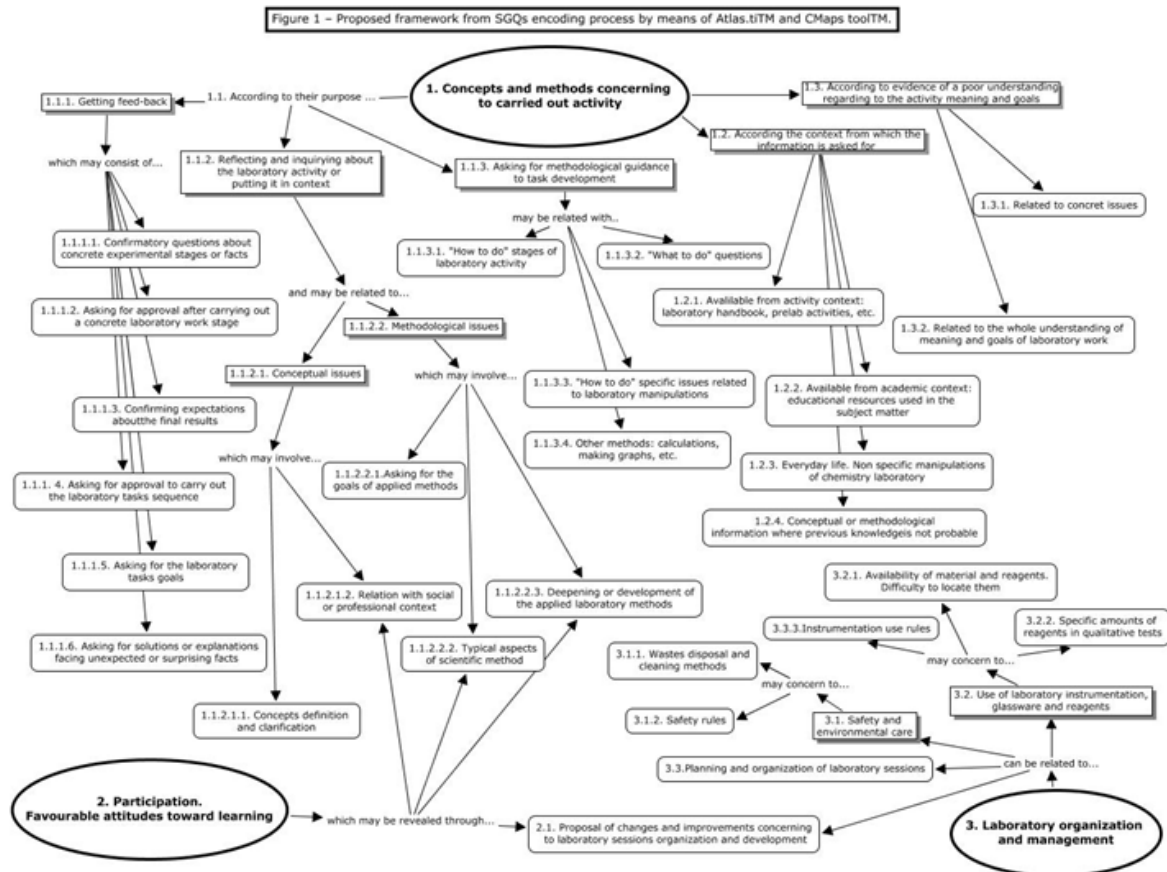 Figure 1 – Proposed framework from SGQs encoding process by means of Atlas.tiTM and CMaps toolTM.
1. Concepts and methods concerning
to carried out activity
1.1. According to their purpose ...
1.1.1. Getting feed-back
which may consist of...
1.1.1.1. Confirmatory questions about
concrete experimental stages or facts
1.1.1.2. Asking for approval after carrying out
a concrete laboratory work stage
1.1.1.3. Confirming expectations
aboutthe final results
1.1.1. 4. Asking for approval to carry out
the laboratory tasks sequence
1.1.1.5. Asking for the laboratory
tasks goals
1.1.1.6. Asking for solutions or explanations
facing unexpected or surprising facts
1.1.2. Reflecting and inquirying about
the laboratory activity or
putting it in context
and may be related to...
1.1.2.1. Conceptual issues
which may involve...
1.1.2.1.1. Concepts definition
and clarification
1.1.2.1.2. Relation with social
or professional context
1.1.2.2. Methodological issues
which may involve...
1.1.2.2.1.Asking for the
goals of applied methods
1.1.2.2.2. Typical aspects
of scientific method
1.1.2.2.3. Deepening or development of
the applied laboratory methods
1.1.3. Asking for methodological guidance
to task development
may be related with..
1.1.3.1. "How to do" stages of
laboratory activity
1.1.3.2. "What to do" questions
1.1.3.3. "How to do" specific issues related
to laboratory manipulations
1.1.3.4. Other methods: calculations,
making graphs, etc.
1.2. According the context from which the
information is asked for
1.2.1. Avalilable from activity context:
laboratory handbook, prelab activities, etc.
1.2.2. Available from academic context:
educational resources used in the
subject matter
1.2.3. Everyday life. Non specific manipulations
of chemistry laboratory
1.2.4. Conceptual or methodological
information where previous knowledgeis not probable
1.3. According to evidence of a poor understanding
regarding to the activity meaning and goals
1.3.1. Related to concret issues
1.3.2. Related to the whole understanding of
meaning and goals of laboratory work
2. Participation.
Favourable attitudes toward learning
which may be revealed through...
2.1. Proposal of changes and improvements concerning
to laboratory sessions organization and development
3. Laboratory organization
and management
can be related to...
3.1. Safety and
environmental care
may concern to...
3.1.1. Wastes disposal and
cleaning methods
3.1.2. Safety rules
3.2. Use of laboratory instrumentation,
glassware and reagents
may concern to...
3.2.1. Availability of material and reagents.
Difficulty to locate them
3.2.2. Specific amounts of
reagents in qualitative tests
3.3.3.Instrumentation use rules
3.3.Planning and organization of laboratory sessions